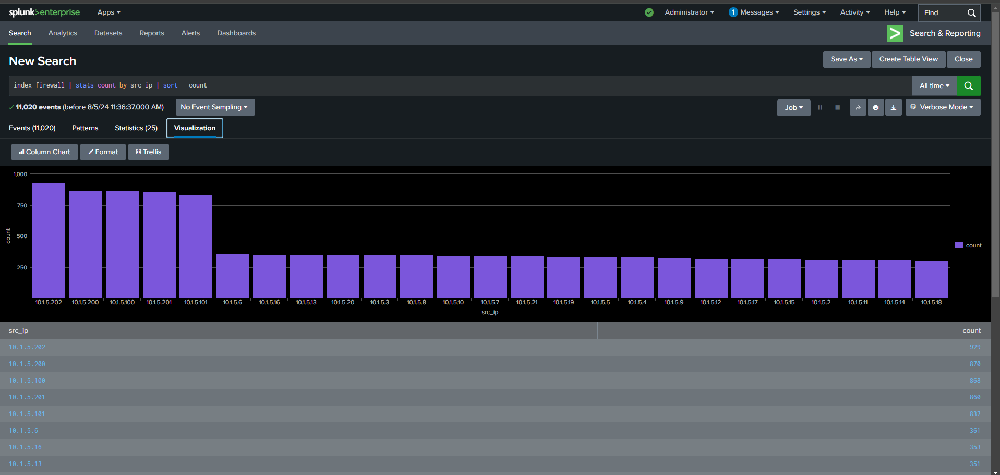 splunk>enterprise Apps Administrator 1 Messages Settings Activity Help Find
Search Analytics Datasets Reports Alerts Dashboards > Search & Reporting
New Search Save As Create Table View Close
index=firewall | stats count by src_ip | sort - count All time
11,020 events (before 8/5/24 11:36:37.000 AM) No Event Sampling Job Verbose Mode
Events (11,020) Patterns Statistics (25) Visualization
Column Chart Format Trellis
1,000
750
500
250
count
count
10.1.5.202 10.1.5.200 10.1.5.100 10.1.5.201 10.1.5.101 10.1.5.6 10.1.5.16 10.1.5.13 10.1.5.20 10.1.5.3 10.1.5.8 10.1.5.10 10.1.5.7 10.1.5.21 10.1.5.19 10.1.5.5 10.1.5.4 10.1.5.9 10.1.5.12 10.1.5.17 10.1.5.15 10.1.5.2 10.1.5.11 10.1.5.14 10.1.5.18
src_ip
src_ip count
10.1.5.202 929
10.1.5.200 870
10.1.5.100 868
10.1.5.201 860
10.1.5.101 837
10.1.5.6 361
10.1.5.16 353
10.1.5.13 351